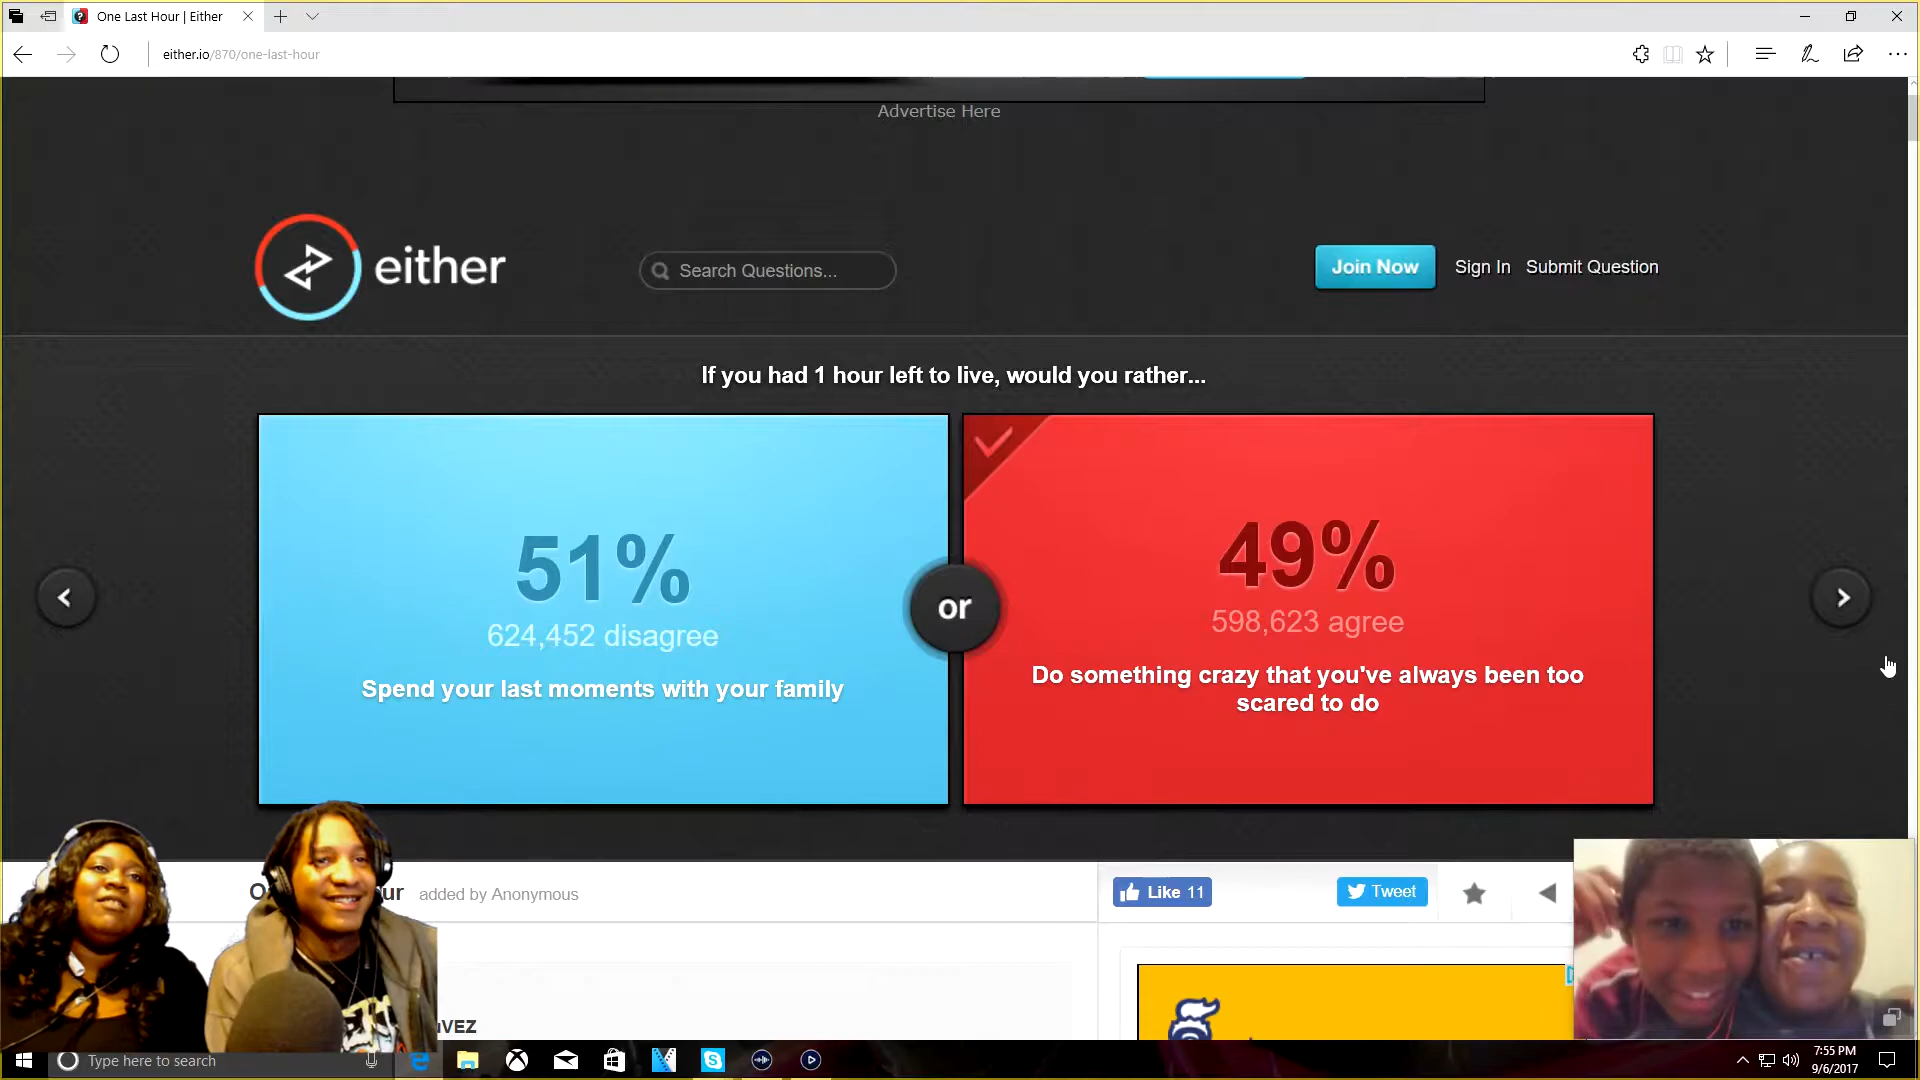 One Last Hour | Either
either.io/870/one-last-hour
Advertise Here
either
Search Questions...
Join Now
Sign In
Submit Question
If you had 1 hour left to live, would you rather...
51%
624,452 disagree
Spend your last moments with your family
or
49%
598,623 agree
Do something crazy that you've always been too
scared to do
added by Anonymous
Like 11
Tweet
Type here to search
7:55 PM
9/6/2017